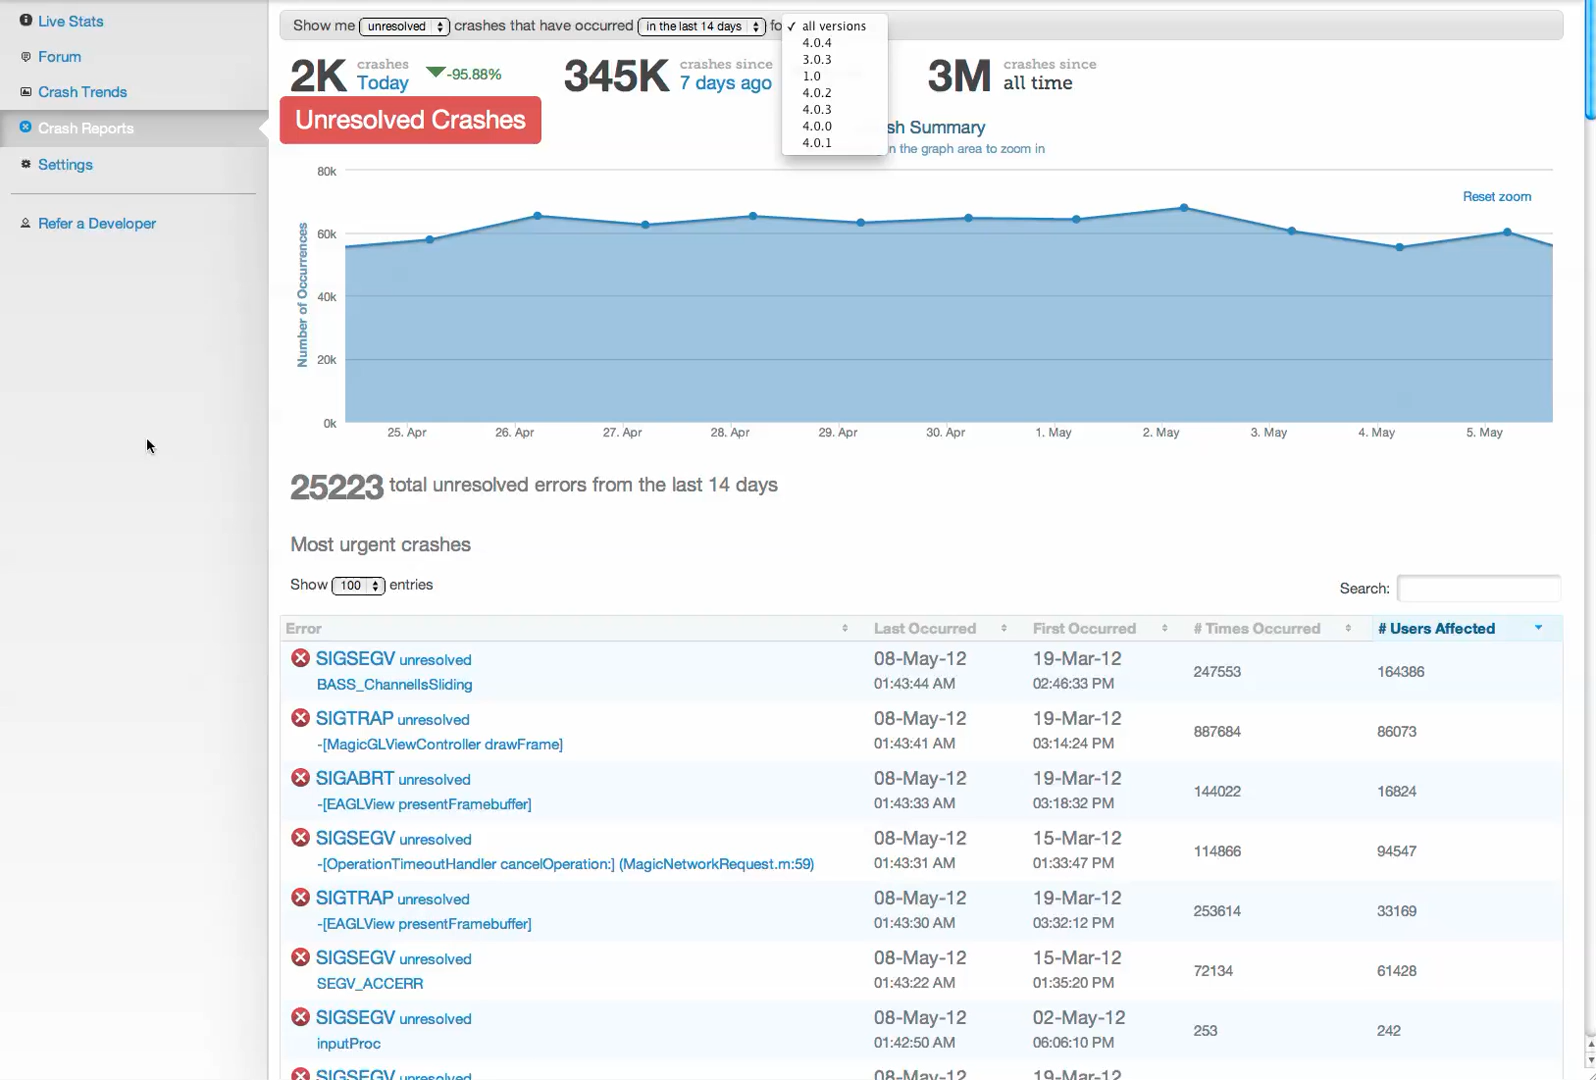 Live Stats
Forum
Crash Trends
Crash Reports
Settings
Refer a Developer
Show me unresolved crashes that have occurred in the last 14 days fo
✓ all versions
4.0.4
3.0.3
1.0
4.0.2
4.0.3
4.0.0
4.0.1
2K crashes Today -95.88%
345K crashes since 7 days ago
3M crashes since all time
Unresolved Crashes
sh Summary
n the graph area to zoom in
Reset zoom
Number of Occurrences
80k
60k
40k
20k
0k
25. Apr 26. Apr 27. Apr 28. Apr 29. Apr 30. Apr 1. May 2. May 3. May 4. May 5. May
25223 total unresolved errors from the last 14 days
Most urgent crashes
Show 100 entries
Search:
Error Last Occurred First Occurred # Times Occurred # Users Affected
SIGSEGV unresolved 08-May-12 19-Mar-12 247553 164386
BASS_ChannelIsSliding 01:43:44 AM 02:46:33 PM
SIGTRAP unresolved 08-May-12 19-Mar-12 887684 86073
-[MagicGLViewController drawFrame] 01:43:41 AM 03:14:24 PM
SIGABRT unresolved 08-May-12 19-Mar-12 144022 16824
-[EAGLView presentFramebuffer] 01:43:33 AM 03:18:32 PM
SIGSEGV unresolved 08-May-12 15-Mar-12 114866 94547
-[OperationTimeoutHandler cancelOperation:] (MagicNetworkRequest.m:59) 01:43:31 AM 01:33:47 PM
SIGTRAP unresolved 08-May-12 19-Mar-12 253614 33169
-[EAGLView presentFramebuffer] 01:43:30 AM 03:32:12 PM
SIGSEGV unresolved 08-May-12 15-Mar-12 72134 61428
SEGV_ACCERR 01:43:22 AM 01:35:20 PM
SIGSEGV unresolved 08-May-12 02-May-12 253 242
inputProc 01:42:50 AM 06:06:10 PM
SIGSEGV unresolved 08-May-12 19-Mar-12